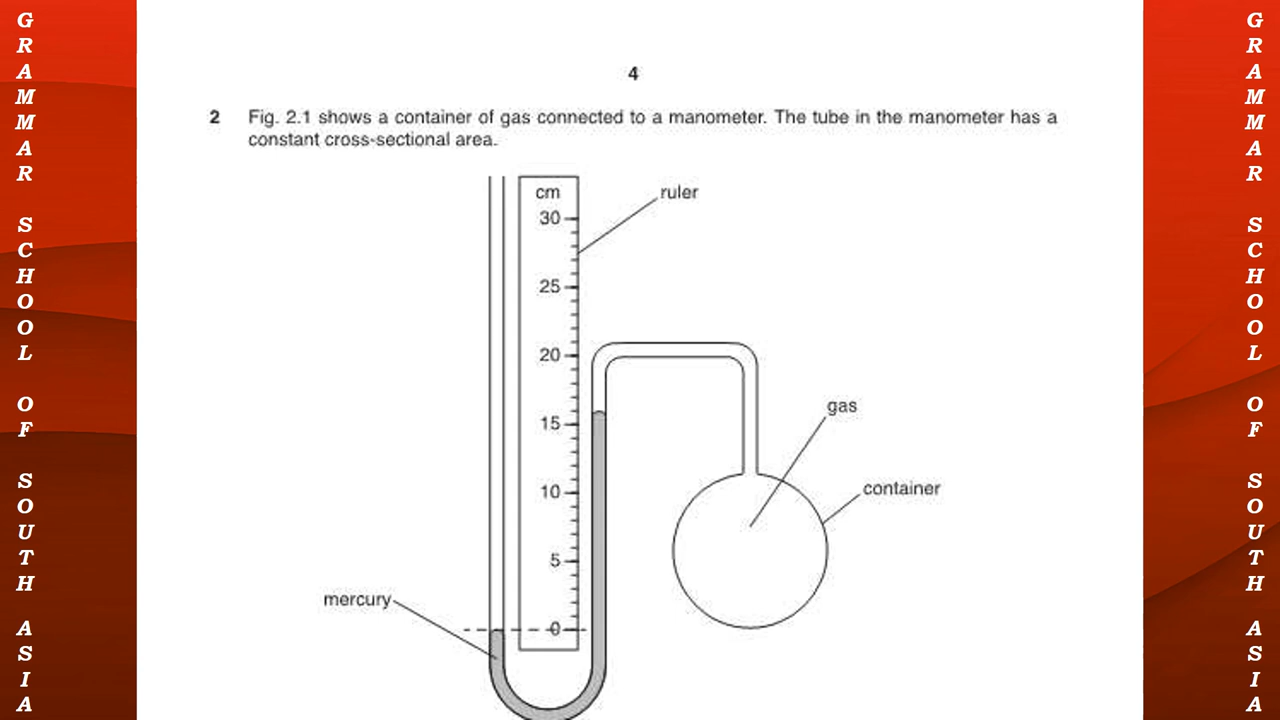 GRAMMAR SCHOOL OF SOUTH ASIA
4
2 Fig. 2.1 shows a container of gas connected to a manometer. The tube in the manometer has a
constant cross-sectional area.
cm
ruler
30
25
20
15
10
5
0
gas
container
mercury
GRAMMAR SCHOOL OF SOUTH ASIA